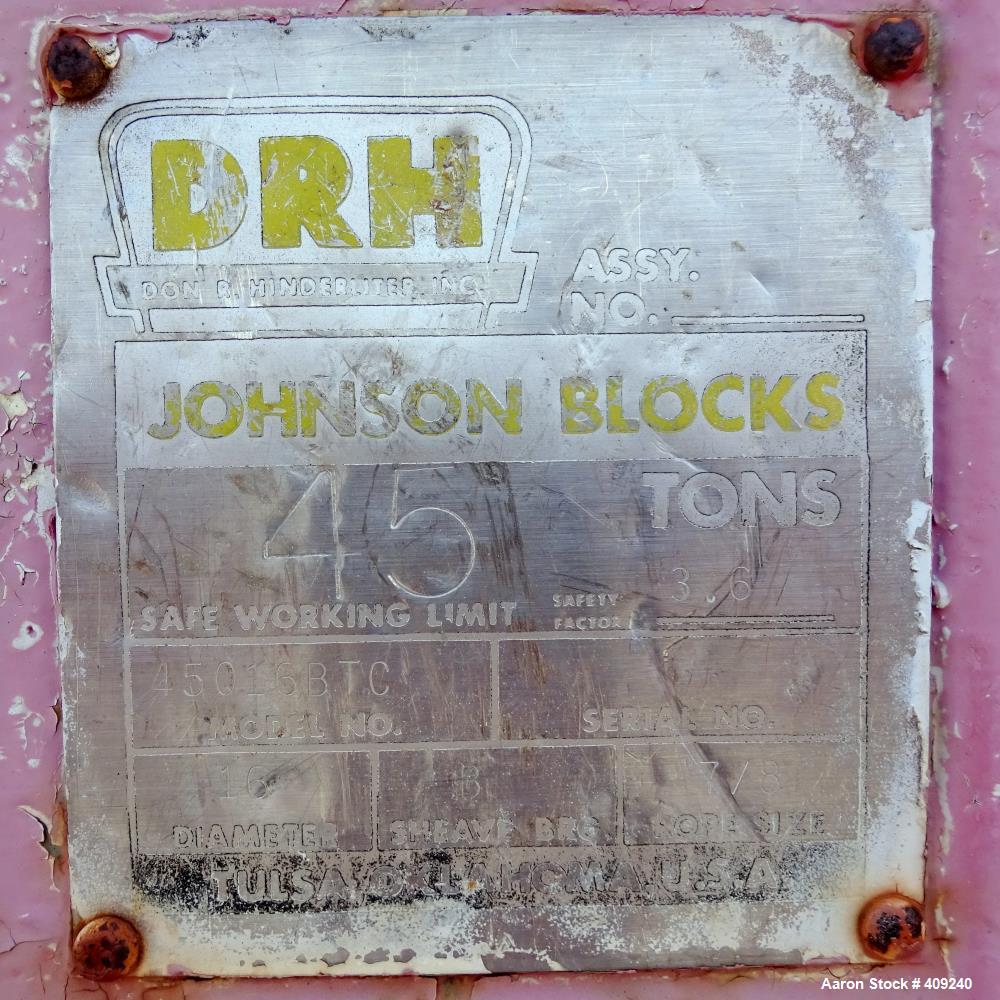 DRH
DON R HINDERLITER INC.
ASSY.
NO.
JOHNSON BLOCKS
45 TONS
SAFE WORKING LIMIT
SAFETY
FACTOR 3.6
45016BTC
MODEL NO. SERIAL NO.
16 B 7/8
DIAMETER SHEAVE BRG. ROPE SIZE
TULSA, OKLAHOMA, U.S.A.
Aaron Stock # 409240